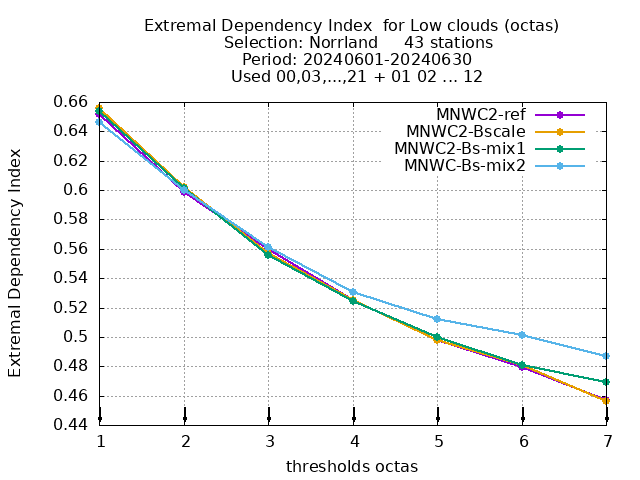 Extremal Dependency Index  for Low clouds (octas)
Selection: Norrland     43 stations
Period: 20240601-20240630
Used 00,03,...,21 + 01 02 ... 12
MNWC2-ref
MNWC2-Bscale
MNWC2-Bs-mix1
MNWC-Bs-mix2
Extremal Dependency Index
0.66
0.64
0.62
0.6
0.58
0.56
0.54
0.52
0.5
0.48
0.46
0.44
1 2 3 4 5 6 7
thresholds octas